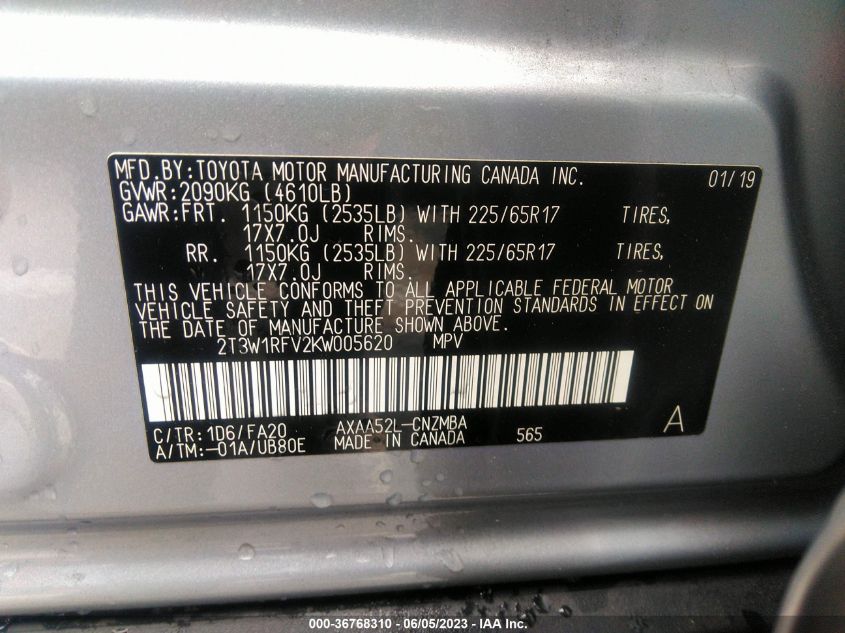 MFD.BY:TOYOTA MOTOR MANUFACTURING CANADA INC. 01/19
GVWR:2090KG (4610LB)
GAWR:FRT. 1150KG (2535LB) WITH 225/65R17 TIRES,
17X7.0J RIMS.
RR. 1150KG (2535LB) WITH 225/65R17 TIRES,
17X7.0J RIMS.
THIS VEHICLE CONFORMS TO ALL APPLICABLE FEDERAL MOTOR
VEHICLE SAFETY AND THEFT PREVENTION STANDARDS IN EFFECT ON
THE DATE OF MANUFACTURE SHOWN ABOVE.
2T3W1RFV2KW005620 MPV
C/TR:1D6/FA20 AXAA52L-CNZMBA A
A/TM:-01A/UB80E MADE IN CANADA 565
000-36768310 - 06/05/2023 - IAA Inc.